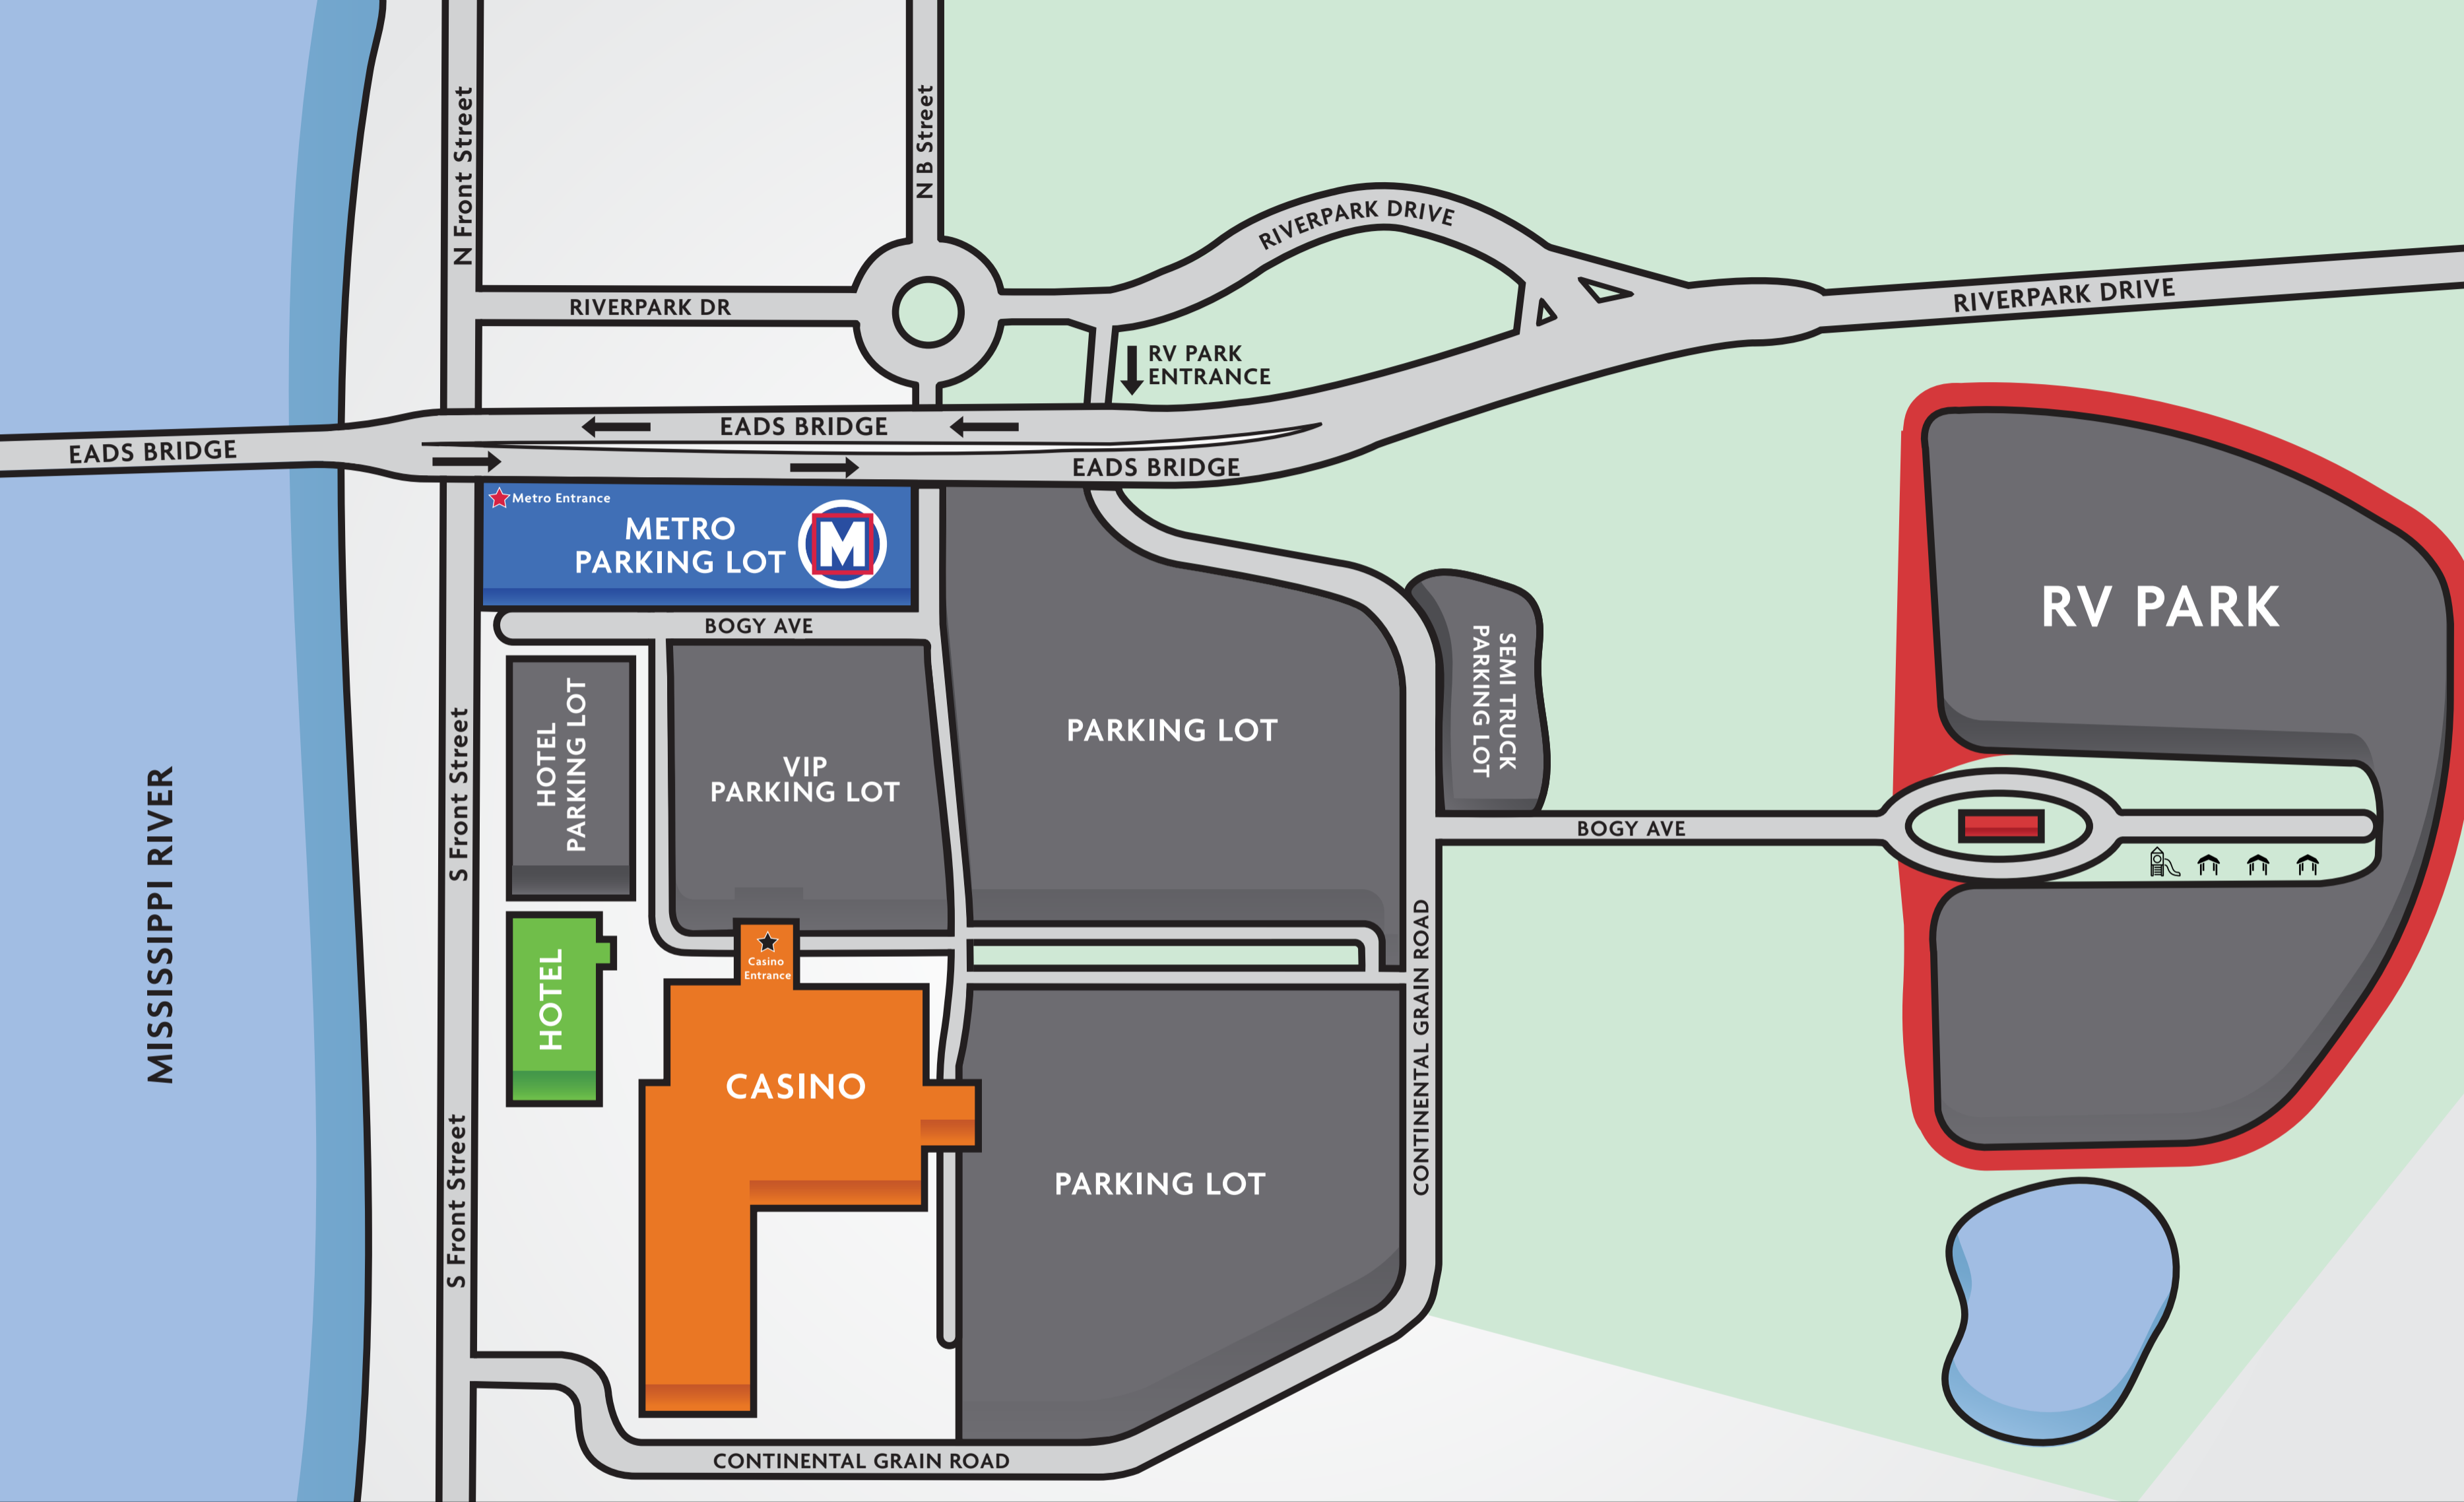 N Front Street
N B Street
RIVERPARK DRIVE
RIVERPARK DR
RIVERPARK DRIVE
RV PARK
ENTRANCE
EADS BRIDGE
EADS BRIDGE
EADS BRIDGE
Metro Entrance
METRO
PARKING LOT
M
BOGY AVE
RV PARK
HOTEL
PARKING LOT
VIP
PARKING LOT
PARKING LOT
SEMI TRUCK
PARKING LOT
S Front Street
BOGY AVE
MISSISSIPPI RIVER
HOTEL
Casino
Entrance
CASINO
CONTINENTAL GRAIN ROAD
PARKING LOT
S Front Street
CONTINENTAL GRAIN ROAD